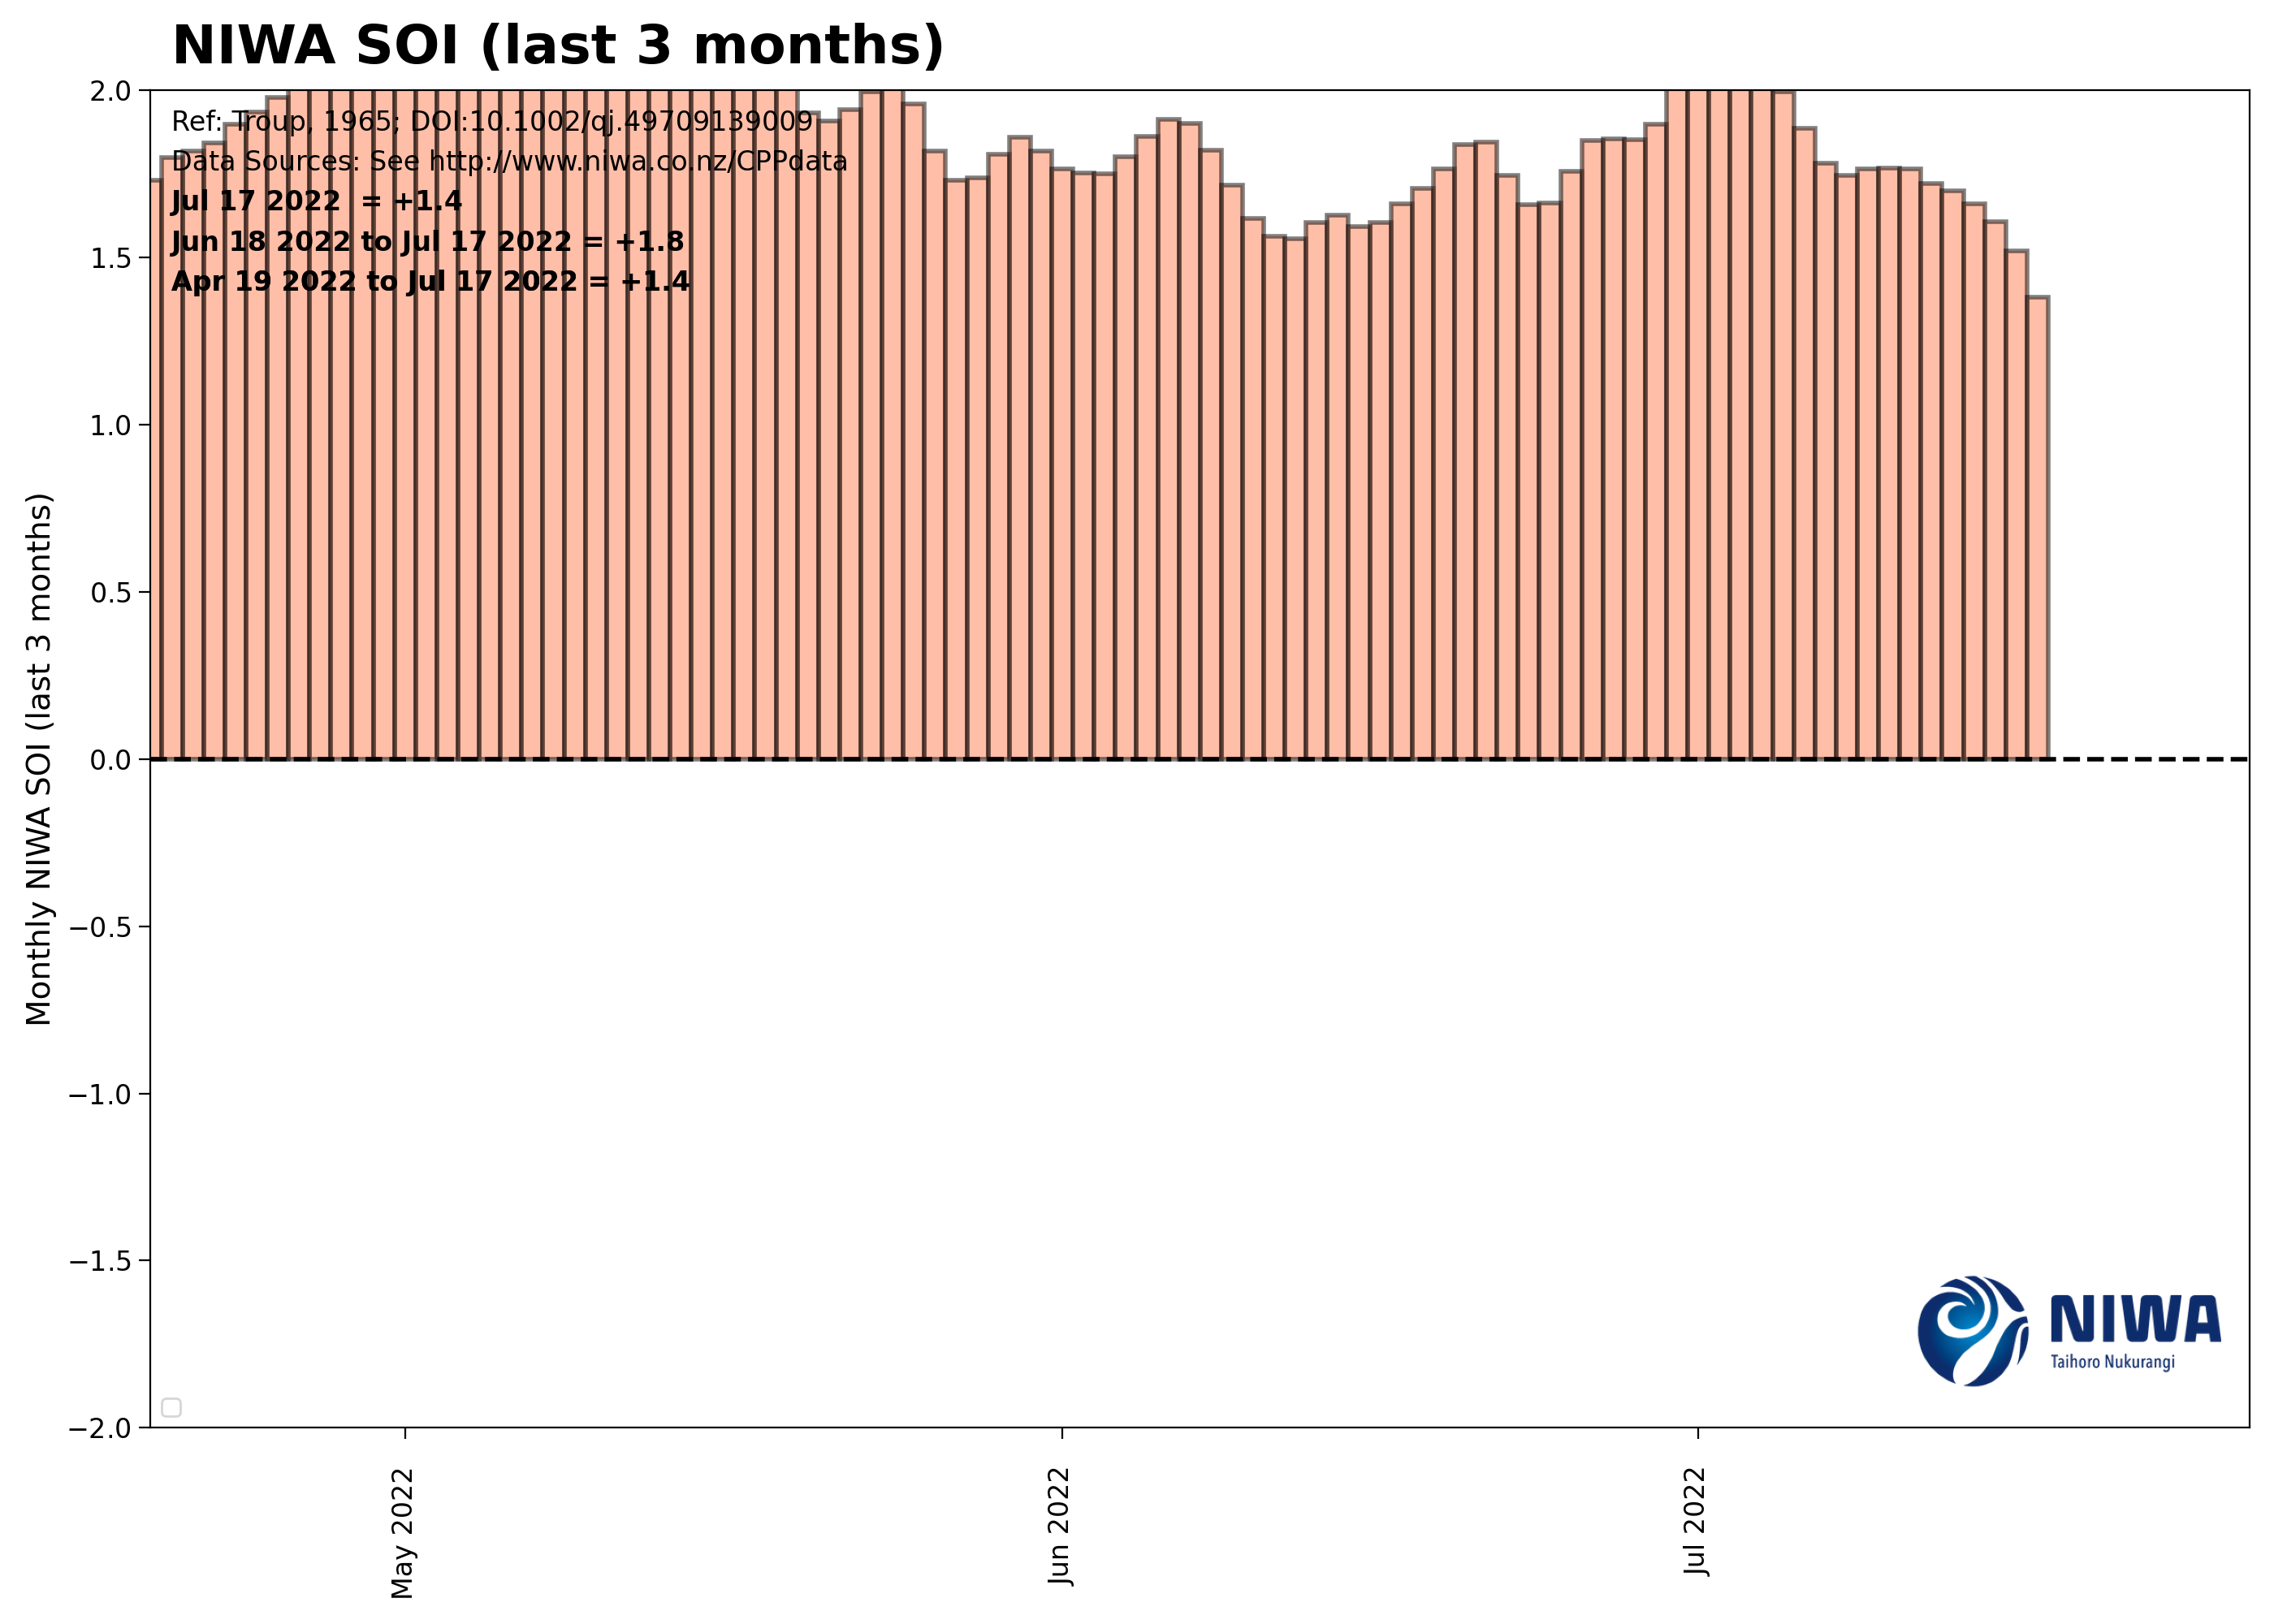 NIWA SOI (last 3 months)
Ref: Troup, 1965; DOI:10.1002/qj.49709139009
Data Sources: See http://www.niwa.co.nz/CPPdata
Jul 17 2022 = +1.4
Jun 18 2022 to Jul 17 2022 = +1.8
Apr 19 2022 to Jul 17 2022 = +1.4
Monthly NIWA SOI (last 3 months)
2.0
1.5
1.0
0.5
0.0
−0.5
−1.0
−1.5
−2.0
NIWA
Taihoro Nukurangi
May 2022
Jun 2022
Jul 2022